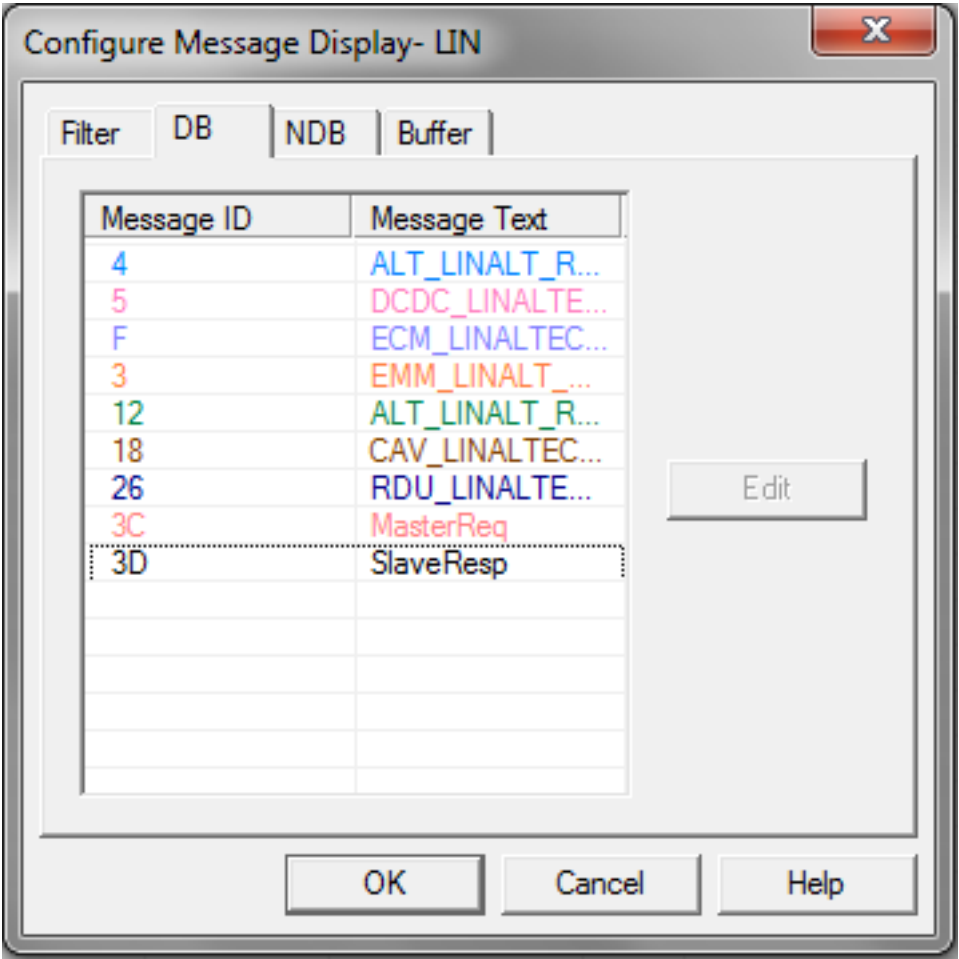 Configure Message Display- LIN
Filter DB NDB Buffer
Message ID Message Text
4 ALT_LINALT_R...
5 DCDC_LINALTE...
F ECM_LINALTEC...
3 EMM_LINALT_...
12 ALT_LINALT_R...
18 CAV_LINALTEC...
26 RDU_LINALTE...
3C MasterReq
3D SlaveResp
Edit
OK Cancel Help